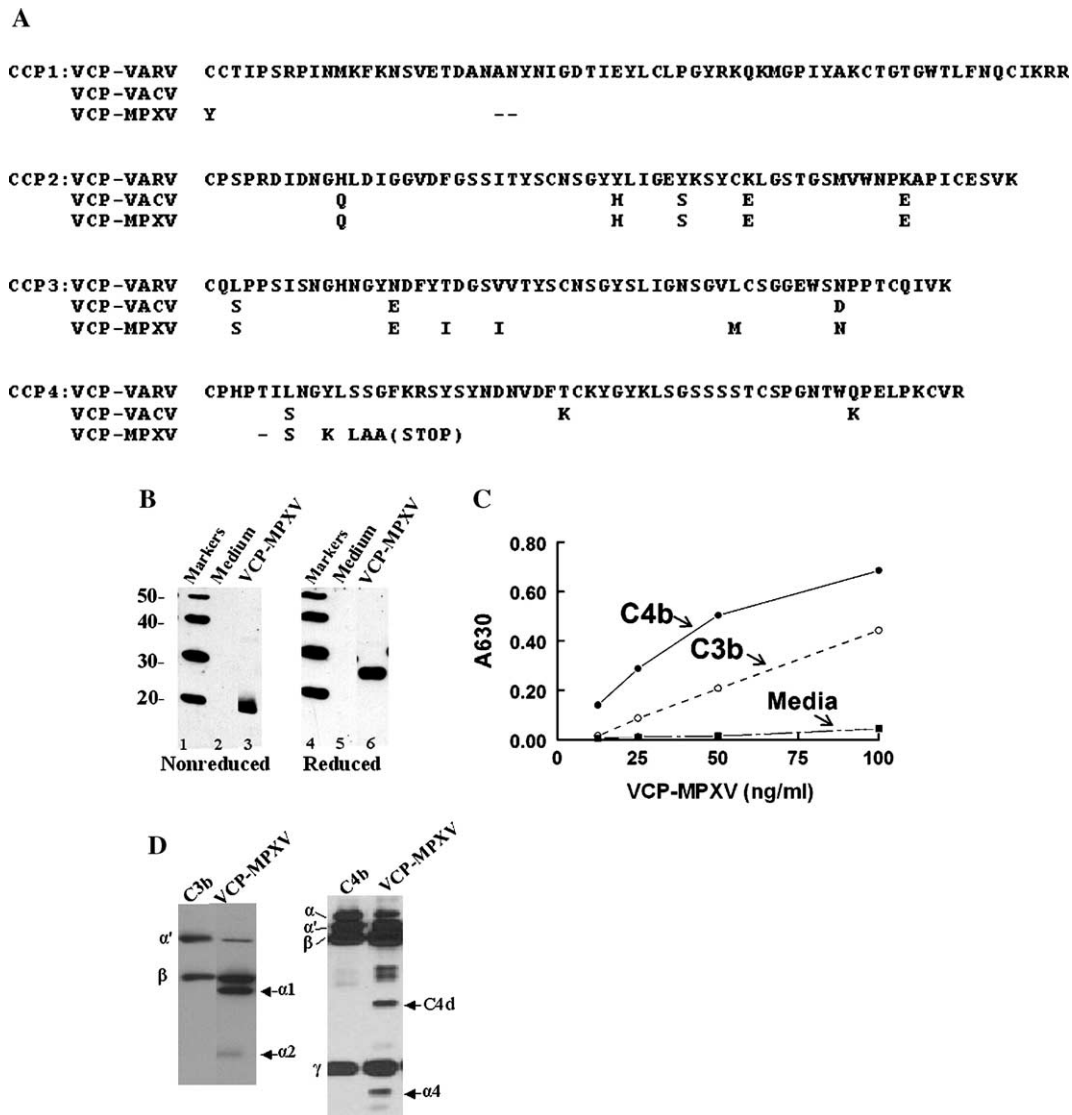 A
CCP1:VCP-VARV CCTIPSRPINMKFKNSVETDANANYNIGDTIEYLCLPGYRKQKMGPIYAKCTGTGWTLFNQCIKRR
VCP-VACV
VCP-MPXV Y --
CCP2:VCP-VARV CPSPRDIDNGHLDIGGVDFGSSITYSCNSGYYLIGEYKSYCKLGSTGSMVWNPKAPICESVK
VCP-VACV Q H S E E
VCP-MPXV Q H S E E
CCP3:VCP-VARV CQLPPSISNGHNGYNDFYTDGSVVTYSCNSGYSLIGNSGVLCSGGEWSNPPTCQIVK
VCP-VACV S E D
VCP-MPXV S E I I M N
CCP4:VCP-VARV CPHPTILNGYLSSGFKRSYSYNDNVDFTCKYGYKLSGSSSSTCSPGNTWQPELPKCVR
VCP-VACV S K K
VCP-MPXV - S K LAA(STOP)
B
Markers
Medium
VCP-MPXV
Markers
Medium
VCP-MPXV
50-
40-
30-
20-
1 2 3
4 5 6
Nonreduced
Reduced
C
0.80
0.60
0.40
0.20
0.00
A630
C4b
C3b
Media
0 25 50 75 100
VCP-MPXV (ng/ml)
D
C3b
VCP-MPXV
α'
β
α1
α2
C4b
VCP-MPXV
α
α'
β
C4d
γ
α4